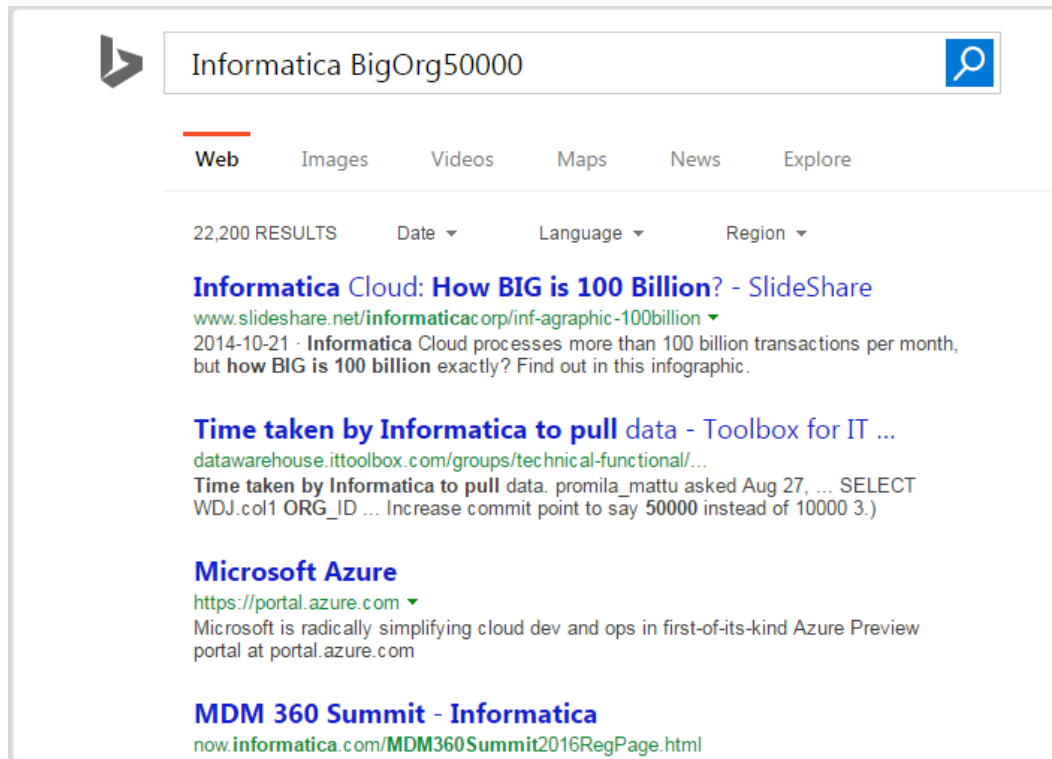 Informatica BigOrg50000
Web Images Videos Maps News Explore
22,200 RESULTS Date Language Region
Informatica Cloud: How BIG is 100 Billion? - SlideShare
www.slideshare.net/informaticacorp/inf-agraphic-100billion
2014-10-21 · Informatica Cloud processes more than 100 billion transactions per month,
but how BIG is 100 billion exactly? Find out in this infographic.
Time taken by Informatica to pull data - Toolbox for IT ...
datawarehouse.ittoolbox.com/groups/technical-functional/...
Time taken by Informatica to pull data. promila_mattu asked Aug 27, ... SELECT
WDJ.col1 ORG_ID ... Increase commit point to say 50000 instead of 10000 3.)
Microsoft Azure
https://portal.azure.com
Microsoft is radically simplifying cloud dev and ops in first-of-its-kind Azure Preview
portal at portal.azure.com
MDM 360 Summit - Informatica
now.informatica.com/MDM360Summit2016RegPage.html